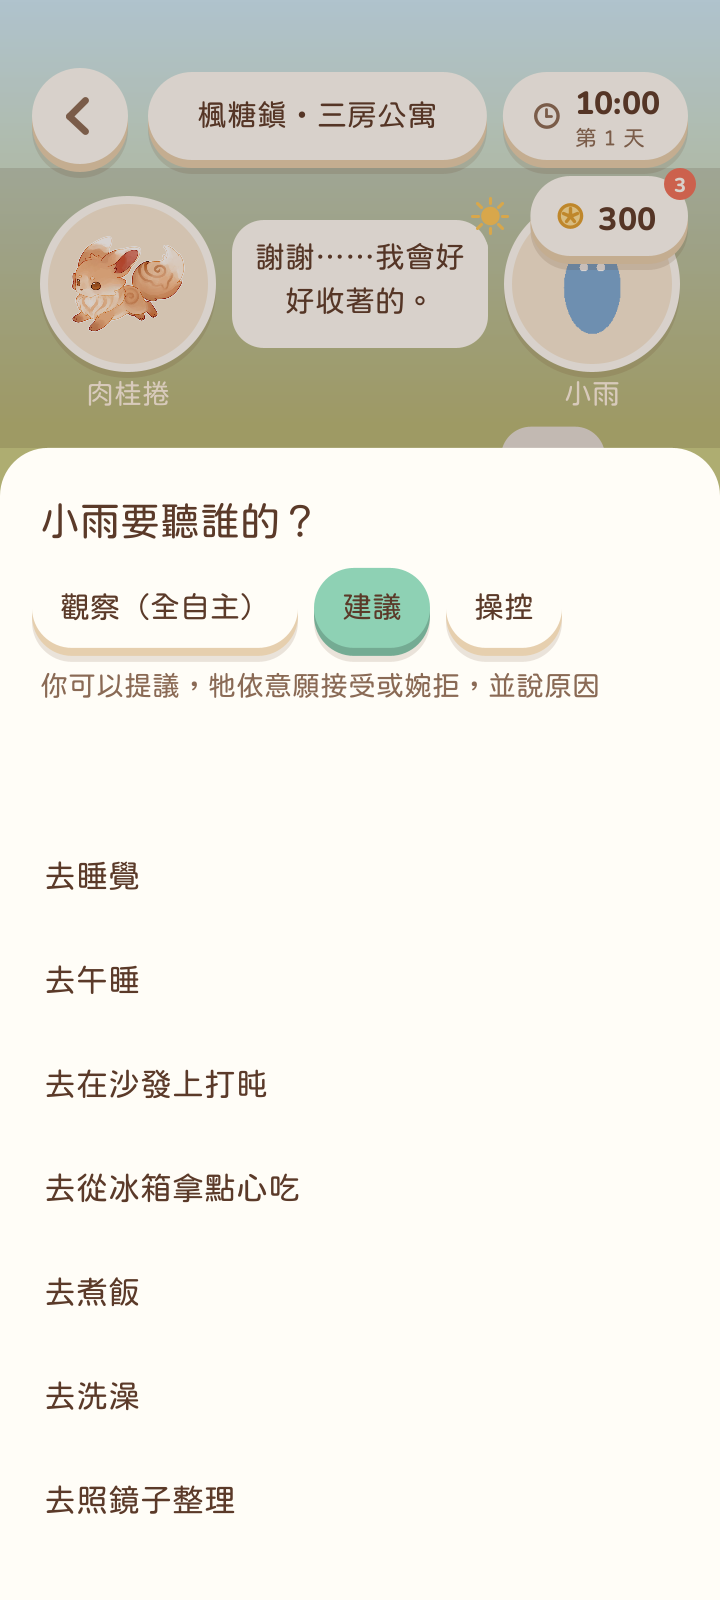 楓糖鎮・三房公寓
10:00
第 1 天
3
300
謝謝⋯⋯我會好
好收著的。
肉桂捲
小雨
小雨要聽誰的？
觀察（全自主）
建議
操控
你可以提議，牠依意願接受或婉拒，並說原因
去睡覺
去午睡
去在沙發上打盹
去從冰箱拿點心吃
去煮飯
去洗澡
去照鏡子整理